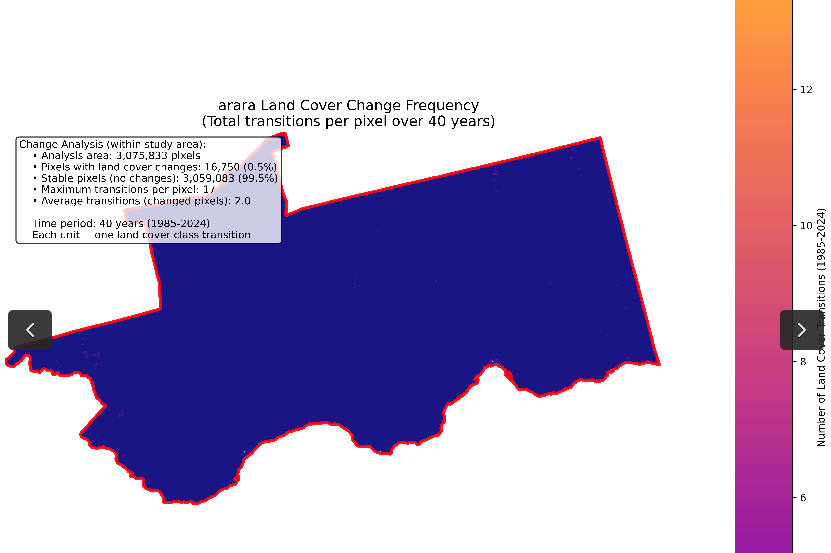 arara Land Cover Change Frequency
(Total transitions per pixel over 40 years)
Change Analysis (within study area):
• Analysis area: 3,075,833 pixels
• Pixels with land cover changes: 16,750 (0.5%)
• Stable pixels (no changes): 3,059,083 (99.5%)
• Maximum transitions per pixel: 17
• Average transitions (changed pixels): 2.0
Time period: 40 years (1985-2024)
Each unit one land cover class transition
12
10
8
6
Number of Land Cover Transitions (1985-2024)